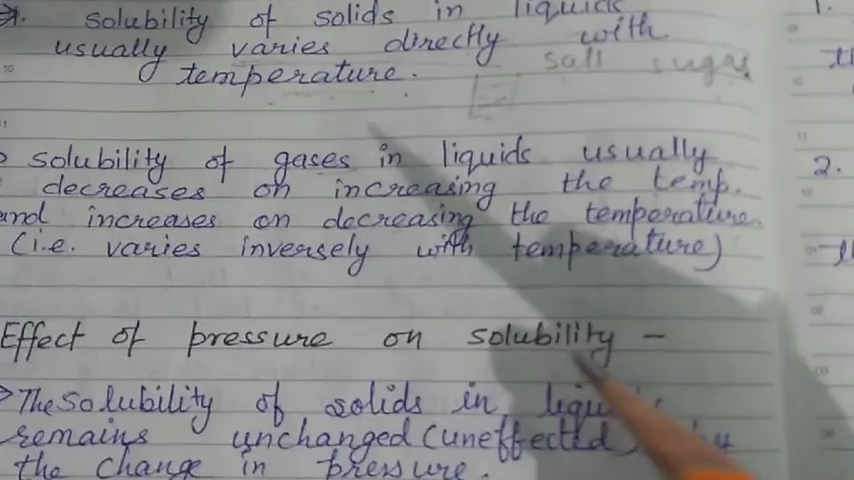 solubility of solids in liquids
usually varies directly with
temperature.
salt sugar
solubility of gases in liquids usually
decreases on increasing the temp.
and increases on decreasing the temperature.
(i.e. varies inversely with temperature)
Effect of pressure on solubility -
The solubility of solids in
remains unchanged (uneffected
the change in pressure.
1.
2.